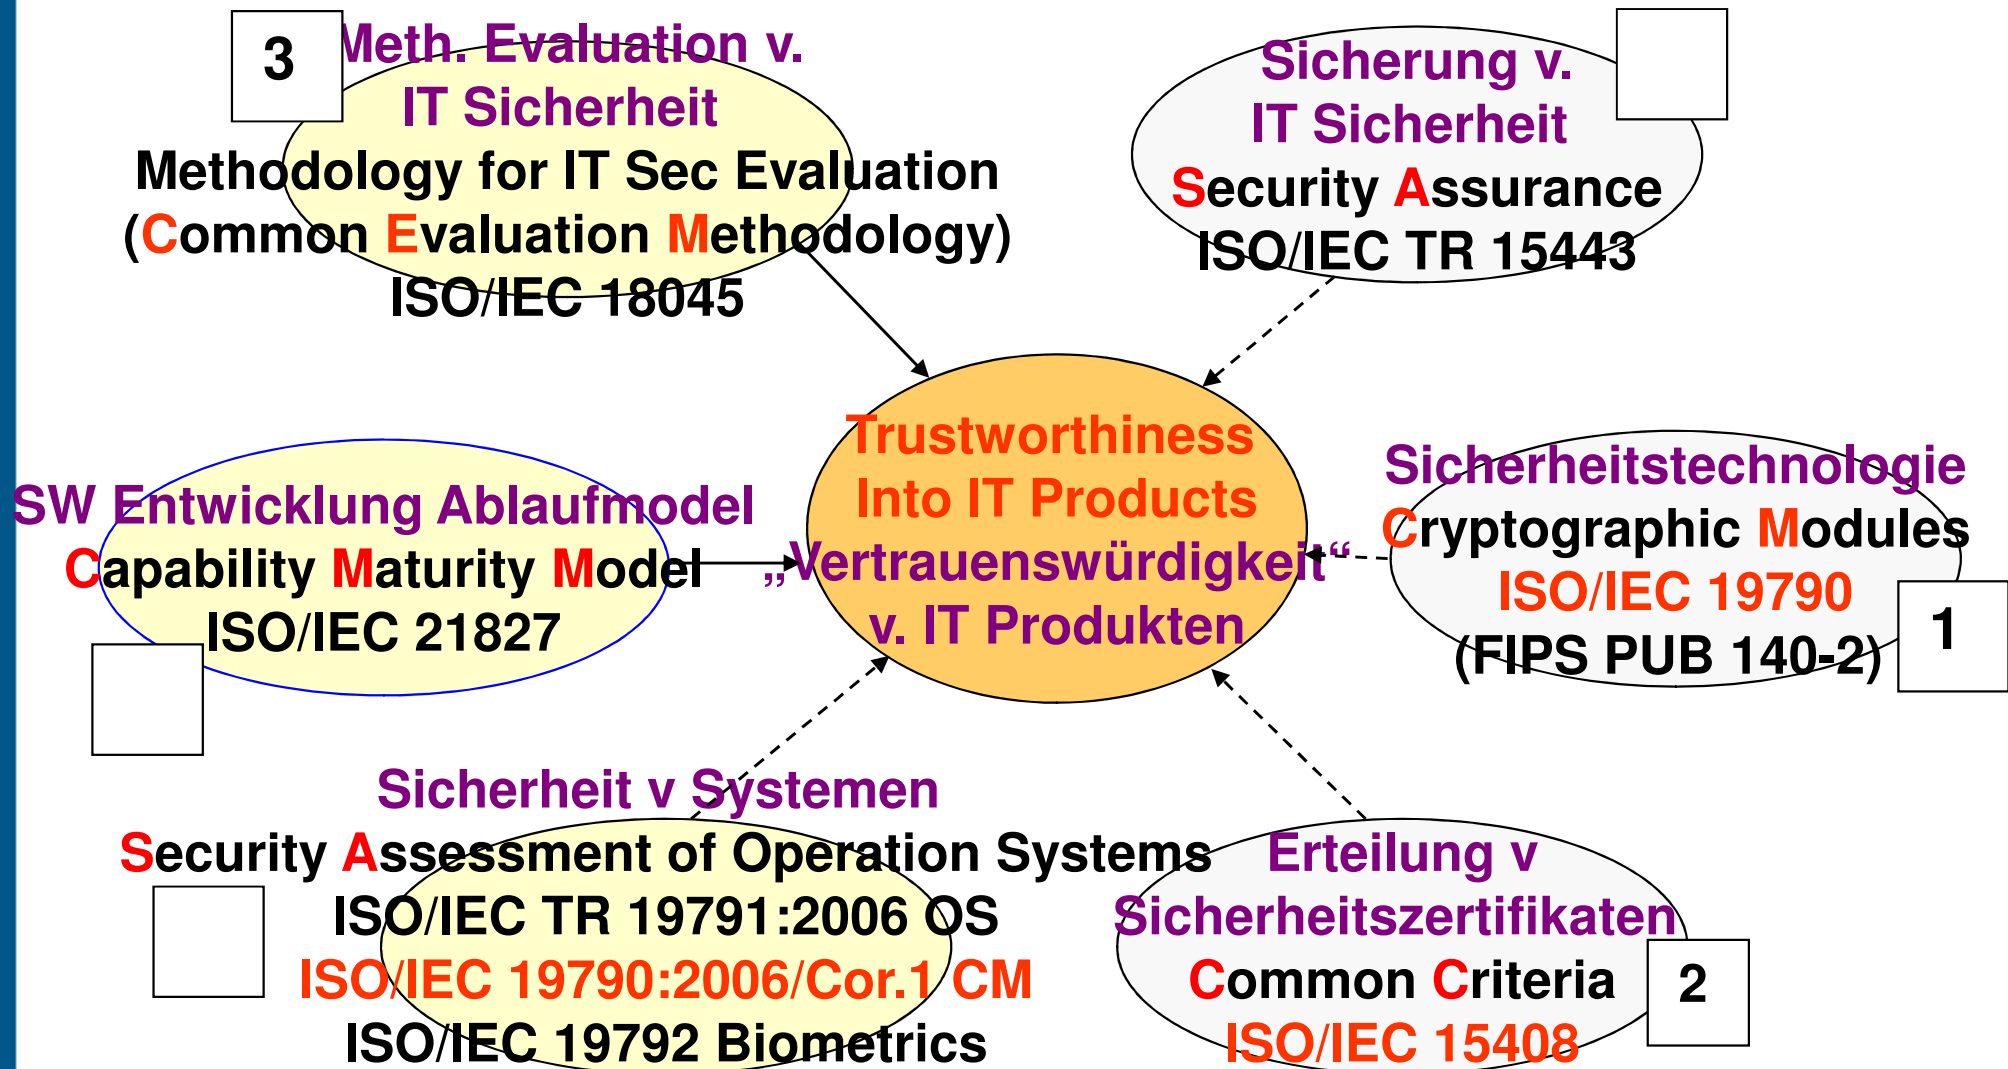 3
Meth. Evaluation v.
IT Sicherheit
Methodology for IT Sec Evaluation
(Common Evaluation Methodology)
ISO/IEC 18045
Sicherung v.
IT Sicherheit
Security Assurance
ISO/IEC TR 15443
SW Entwicklung Ablaufmodel
Capability Maturity Model
ISO/IEC 21827
Trustworthiness
Into IT Products
„Vertrauenswürdigkeit“
v. IT Produkten
Sicherheitstechnologie
Cryptographic Modules
ISO/IEC 19790
(FIPS PUB 140-2)
1
Sicherheit v Systemen
Security Assessment of Operation Systems
ISO/IEC TR 19791:2006 OS
ISO/IEC 19790:2006/Cor.1 CM
ISO/IEC 19792 Biometrics
Erteilung v
Sicherheitszertifikaten
Common Criteria
ISO/IEC 15408
2